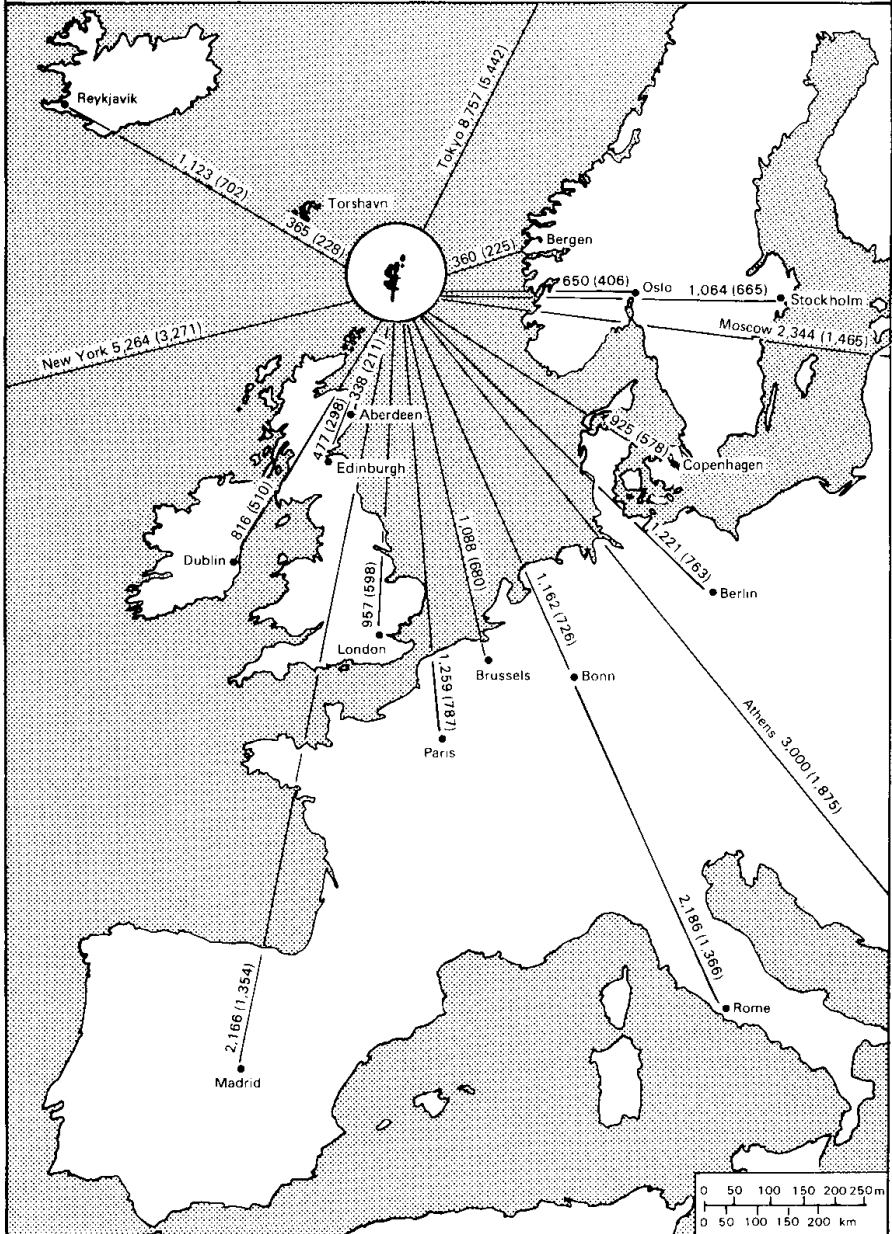 Reykjavik
Tokyo 8,757 (5,442)
1,123 (702)
Torshavn
365 (228)
Bergen
360 (225)
650 (406)
Oslo
1,064 (665)
Stockholm
Moscow 2,344 (1,465)
New York 5,264 (3,271)
338 (211)
Aberdeen
477 (298)
Edinburgh
925 (578)
Copenhagen
816 (510)
Dublin
1,088 (680)
1,221 (763)
Berlin
957 (598)
London
1,162 (726)
Brussels
Bonn
1,259 (787)
Paris
Athens 3,000 (1,875)
2,186 (1,366)
Rome
2,166 (1,354)
Madrid
0 50 100 150 200 250 m
0 50 100 150 200 km